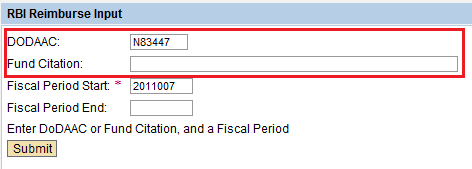 RBI Reimburse Input
DODAAC: N83447
Fund Citation:
Fiscal Period Start: * 2011007
Fiscal Period End:
Enter DoDAAC or Fund Citation, and a Fiscal Period
Submit